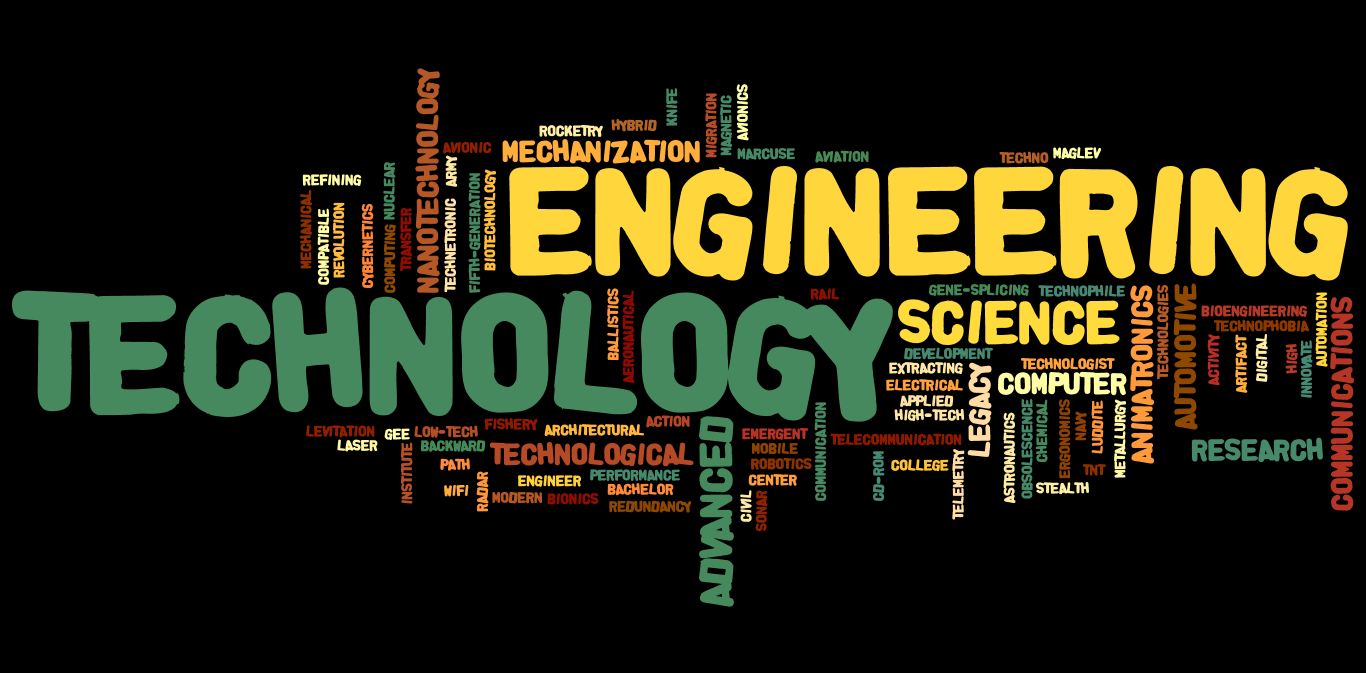 NANOTECHNOLOGY
KNIFE
MIGRATION
MAGNETIC
AVIONICS
ROCKETRY
HYBRID
AVIONIC
MECHANIZATION
MARCUSE
AVIATION
TECHNO
MAGLEV
REFINING
MECHANICAL
COMPATIBLE
REVOLUTION
CYBERNETICS
NUCLEAR
COMPUTING
TRANSFER
ARMY
TECHNETRONIC
FIFTH-GENERATION
BIOTECHNOLOGY
ENGINEERING
TECHNOLOGY
BALLISTICS
AERONAUTICAL
RAIL
GENE-SPLICING
TECHNOPHILE
SCIENCE
ANIMATRONICS
TECHNOLOGIES
AUTOMOTIVE
BIOENGINEERING
TECHNOPHOBIA
ACTIVITY
ARTIFACT
DIGITAL
HIGH
INNOVATE
AUTOMATION
COMMUNICATIONS
DEVELOPMENT
EXTRACTING
TECHNOLOGIST
ELECTRICAL
COMPUTER
APPLIED
HIGH-TECH
LEGACY
ASTRONAUTICS
OBSOLESCENCE
CHEMICAL
ERGONOMICS
NAVY
LUDDITE
METALLURGY
TNT
STEALTH
RESEARCH
LEVITATION
LASER
GEE
LOW-TECH
BACKWARD
FISHERY
ARCHITECTURAL
ACTION
INSTITUTE
PATH
TECHNOLOGICAL
WIFI
RADAR
ENGINEER
PERFORMANCE
MODERN
BIONICS
BACHELOR
REDUNDANCY
ADVANCED
EMERGENT
MOBILE
ROBOTICS
CENTER
CIVIL
SONAR
COMMUNICATION
TELECOMMUNICATION
CD-ROM
COLLEGE
TELEMETRY